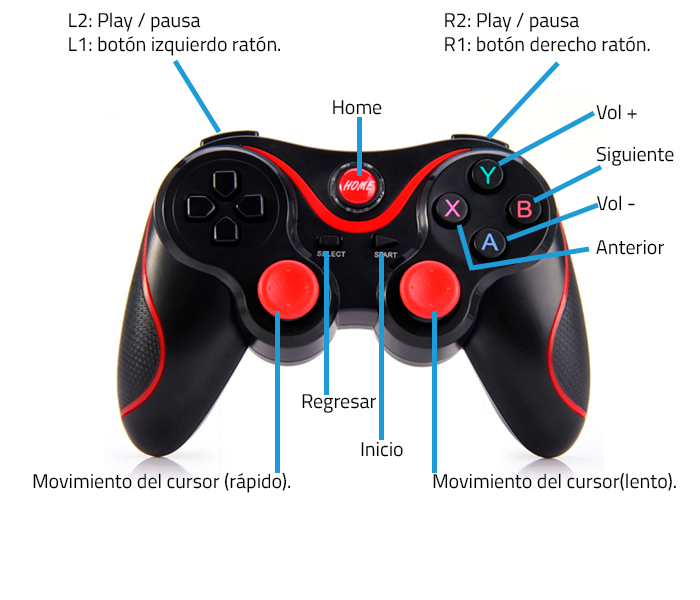 L2: Play / pausa
L1: botón izquierdo ratón.
R2: Play / pausa
R1: botón derecho ratón.
Home
Vol +
Siguiente
Vol -
Anterior
HOME
Y
X
B
A
SELECT
START
Regresar
Inicio
Movimiento del cursor (rápido).
Movimiento del cursor(lento).